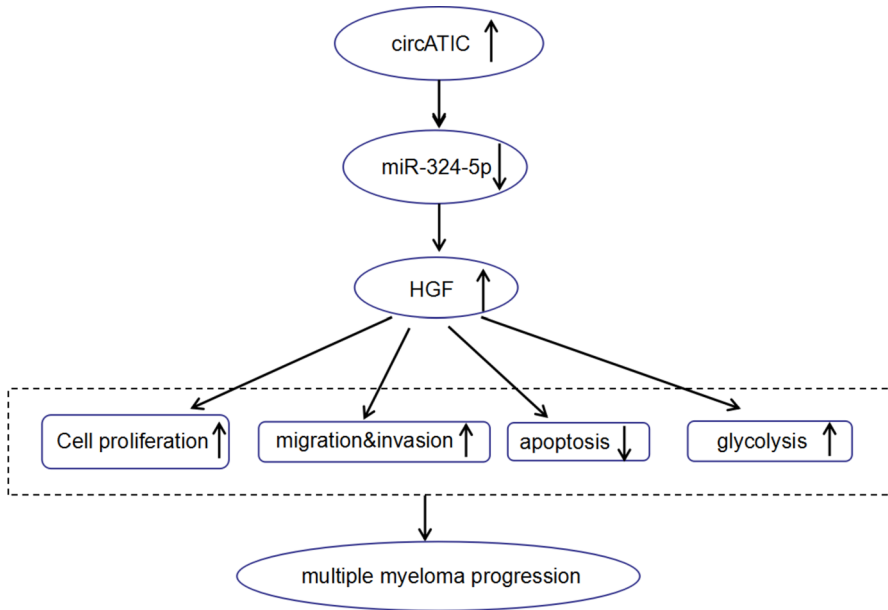 circATIC
miR-324-5p
HGF
Cell proliferation
migration&invasion
apoptosis
glycolysis
multiple myeloma progression